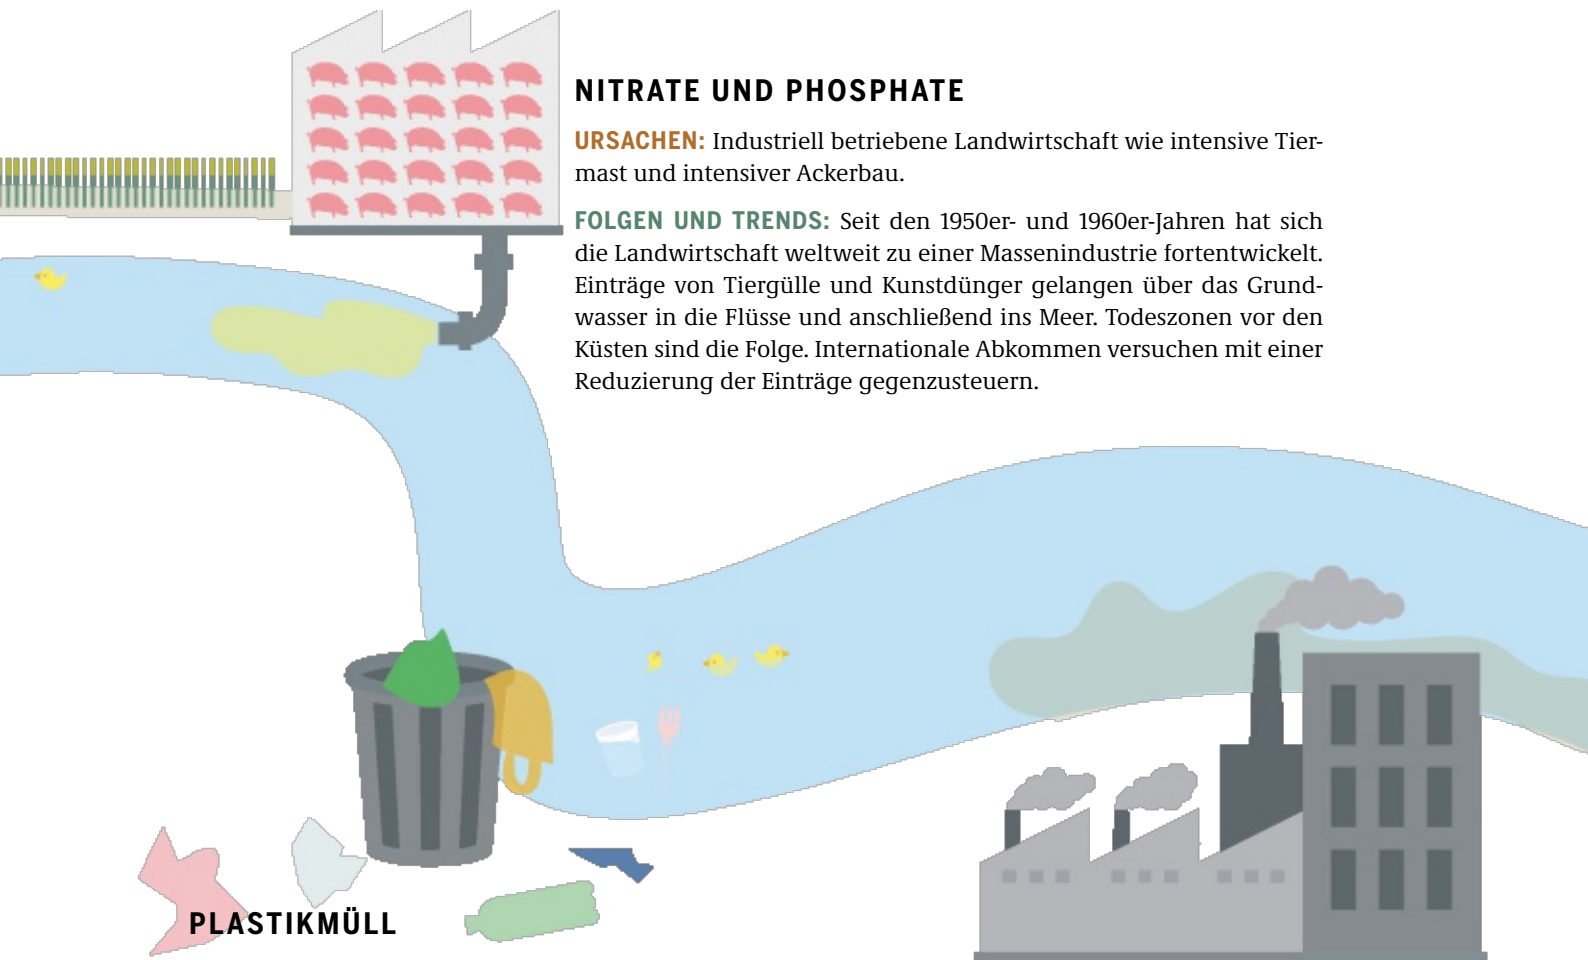 NITRATE UND PHOSPHATE
URSACHEN: Industriell betriebene Landwirtschaft wie intensive Tier-
mast und intensiver Ackerbau.
FOLGEN UND TRENDS: Seit den 1950er- und 1960er-Jahren hat sich
die Landwirtschaft weltweit zu einer Massenindustrie fortentwickelt.
Einträge von Tiergülle und Kunstdünger gelangen über das Grund-
wasser in die Flüsse und anschließend ins Meer. Todeszonen vor den
Küsten sind die Folge. Internationale Abkommen versuchen mit einer
Reduzierung der Einträge gegenzusteuern.
PLASTIKMÜLL